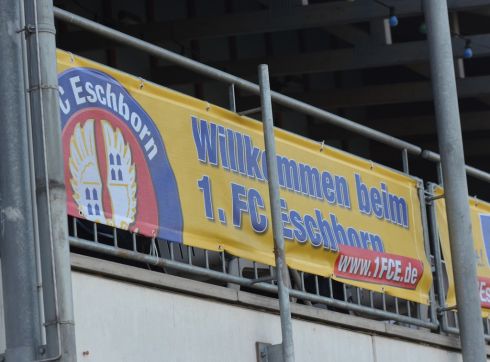 C Eschborn
Willkommen beim
1. FC Eschborn
www.1FCE.de